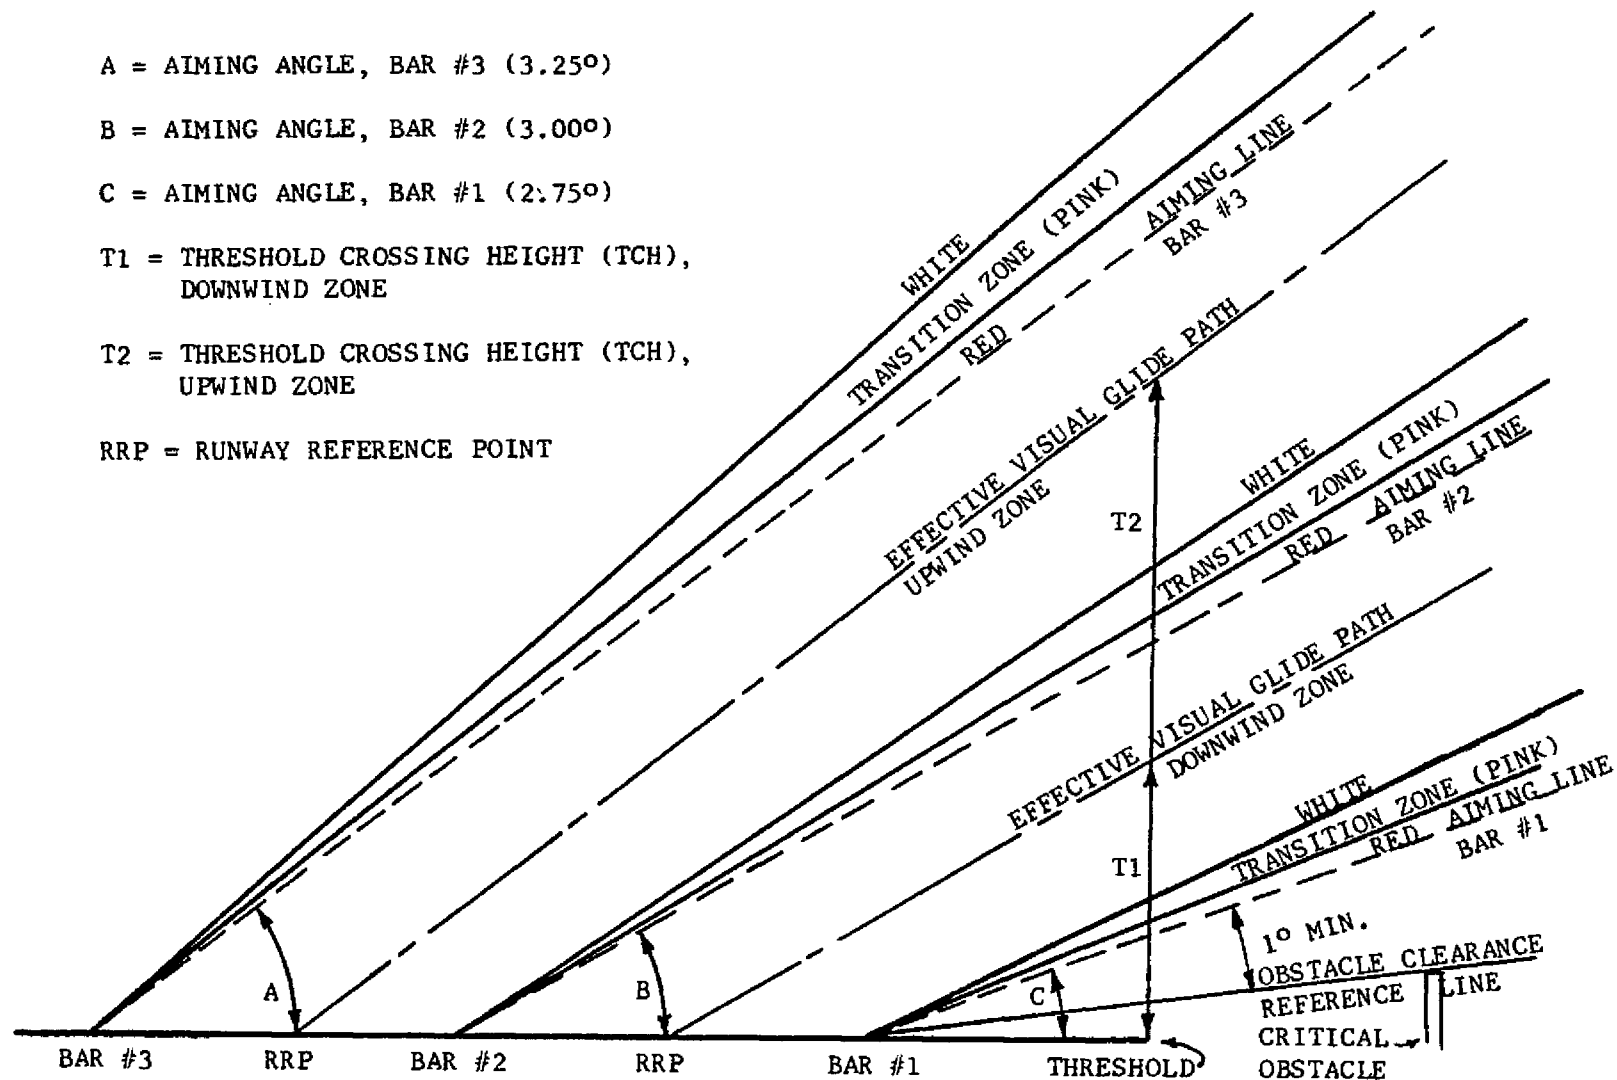 A = AIMING ANGLE, BAR #3 (3.25º)
B = AIMING ANGLE, BAR #2 (3.00º)
C = AIMING ANGLE, BAR #1 (2.75º)
T1 = THRESHOLD CROSSING HEIGHT (TCH),
DOWNWIND ZONE
T2 = THRESHOLD CROSSING HEIGHT (TCH),
UPWIND ZONE
RRP = RUNWAY REFERENCE POINT
WHITE
TRANSITION ZONE (PINK)
RED
AIMING LINE
BAR #3
EFFECTIVE VISUAL GLIDE PATH
UPWIND ZONE
T2
WHITE
TRANSITION ZONE (PINK)
RED
AIMING LINE
BAR #2
EFFECTIVE VISUAL GLIDE PATH
DOWNWIND ZONE
T1
WHITE
TRANSITION ZONE (PINK)
RED
AIMING LINE
BAR #1
1º MIN.
OBSTACLE CLEARANCE
REFERENCE LINE
CRITICAL
OBSTACLE
A
B
C
BAR #3
RRP
BAR #2
RRP
BAR #1
THRESHOLD